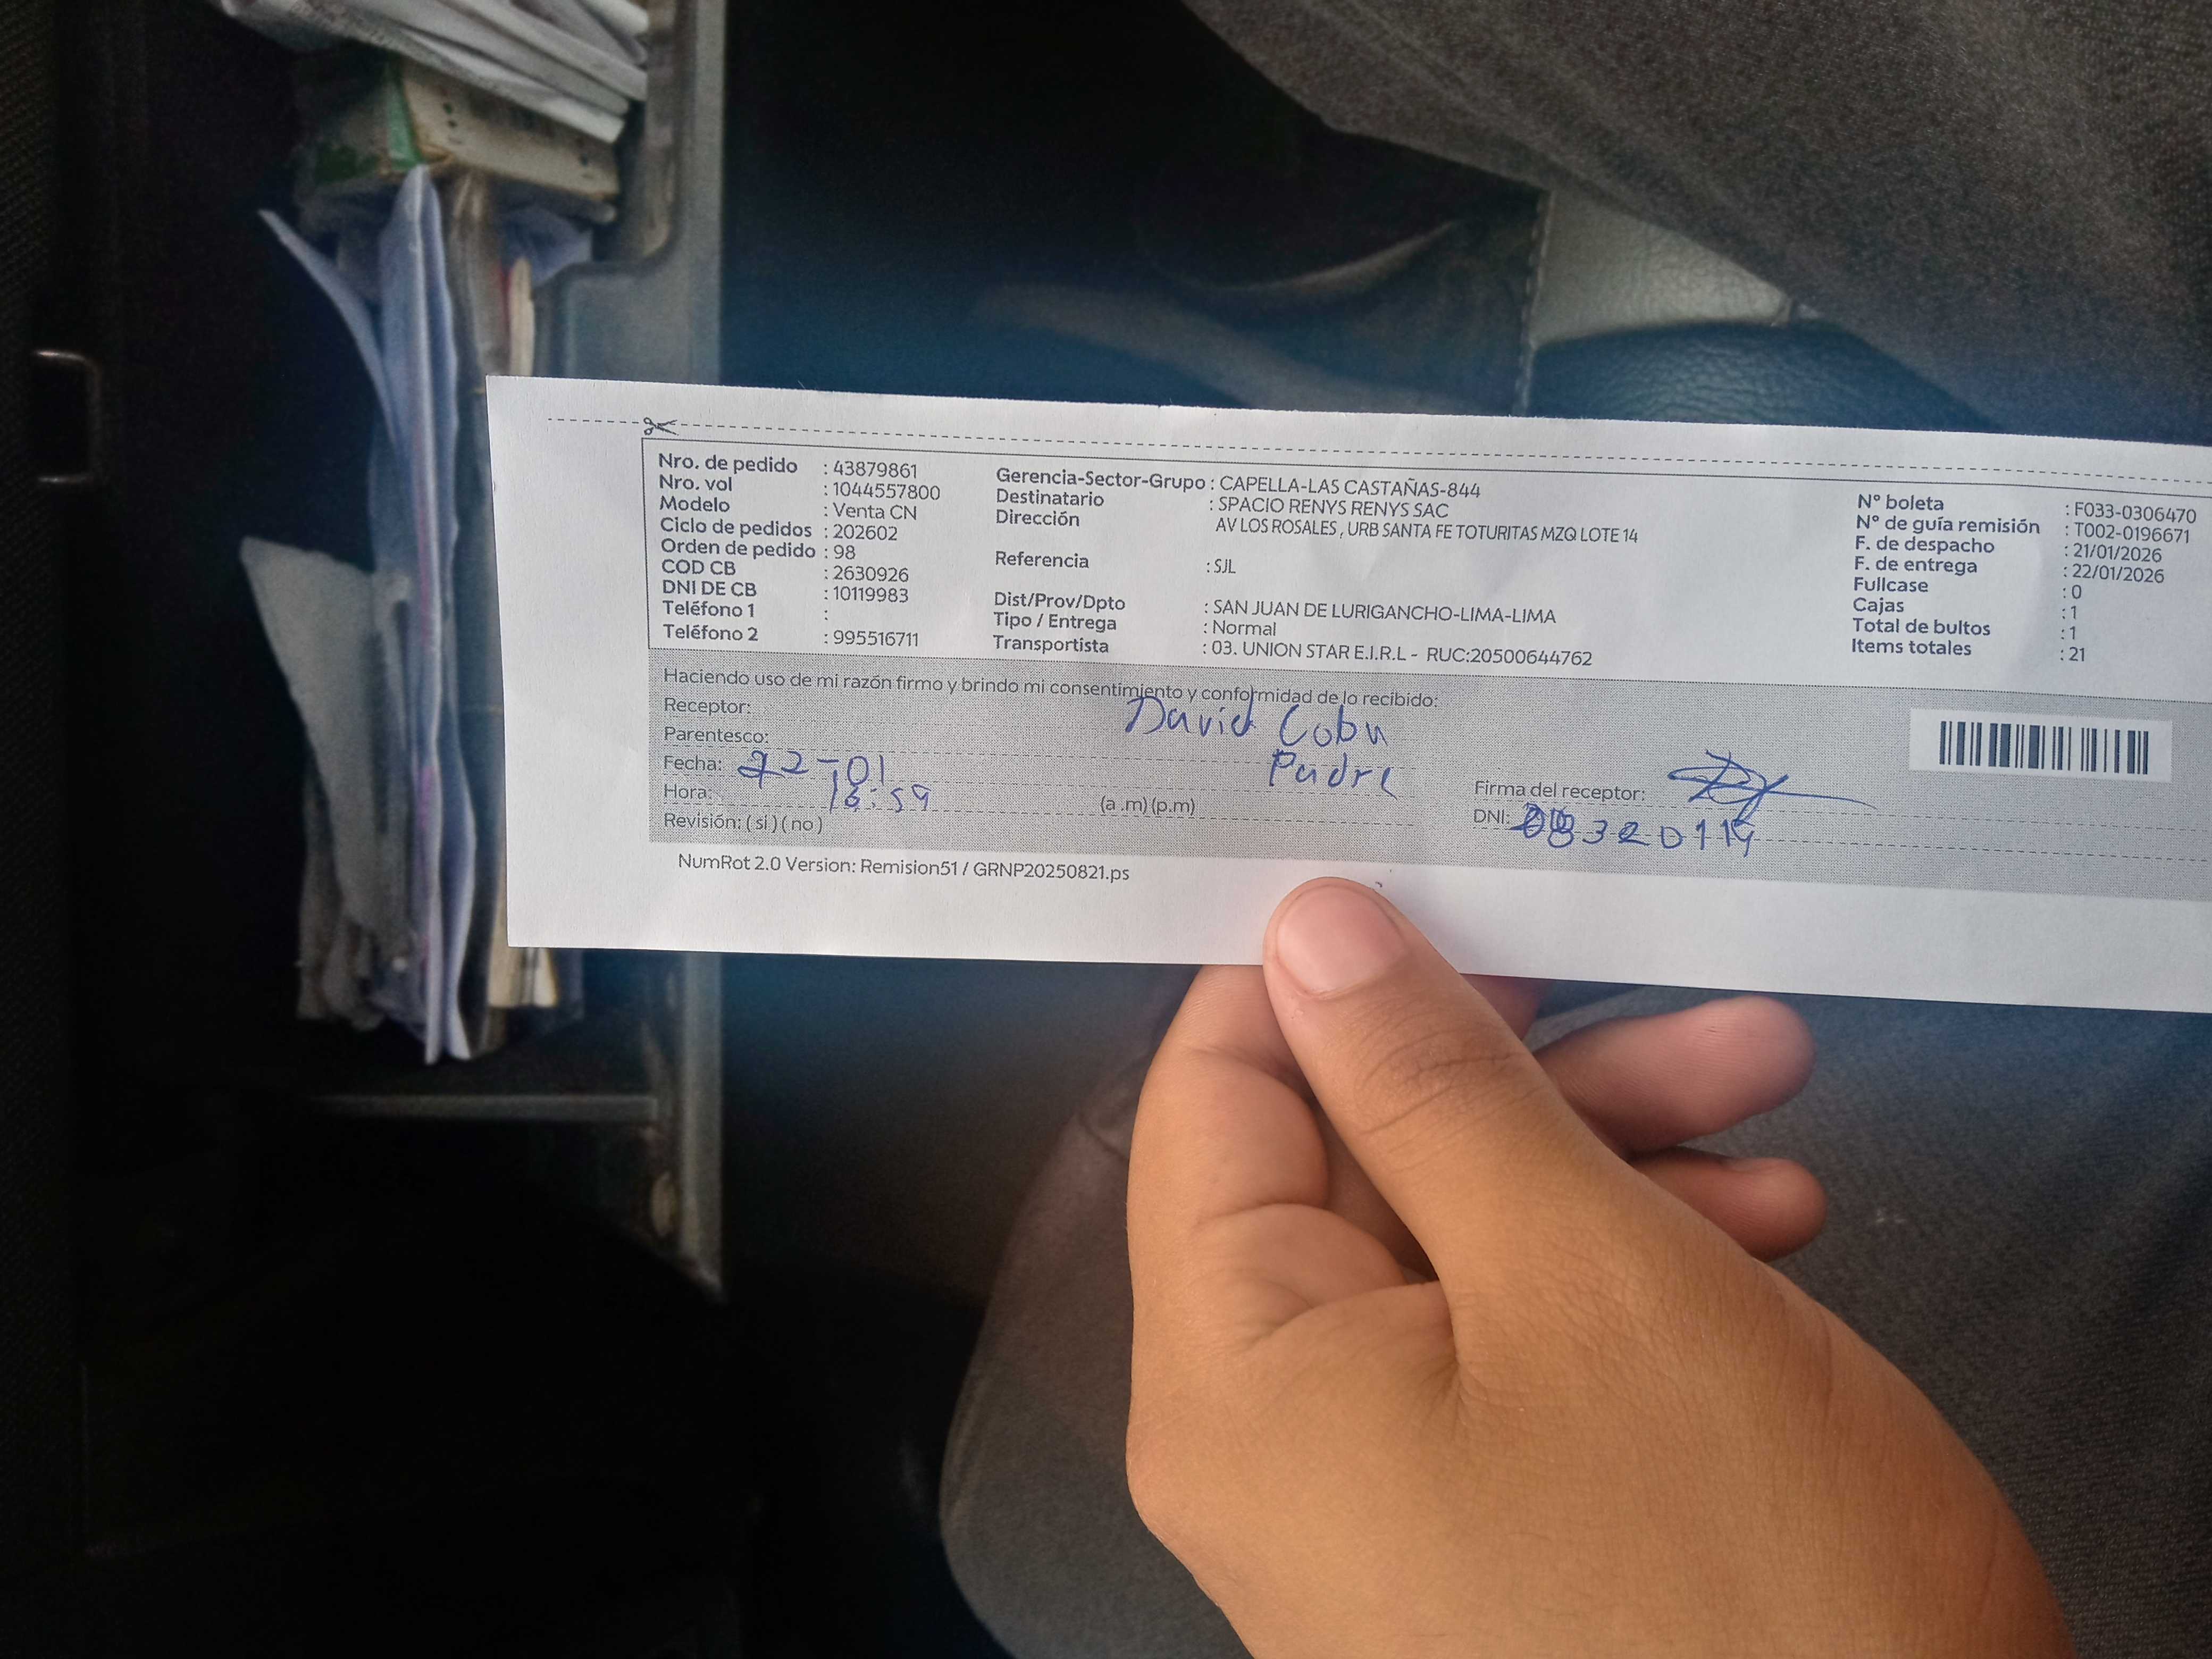 Nro. de pedido : 43879861
Nro. vol : 1044557800
Modelo : Venta CN
Ciclo de pedidos : 202602
Orden de pedido : 98
COD CB : 2630926
DNI DE CB : 10119983
Teléfono 1 :
Teléfono 2 : 995516711
Gerencia-Sector-Grupo : CAPELLA-LAS CASTAÑAS-844
Destinatario : SPACIO RENYS RENYS SAC
Dirección AV LOS ROSALES , URB SANTA FE TOTURITAS MZQ LOTE 14
Referencia : SJL
Dist/Prov/Dpto : SAN JUAN DE LURIGANCHO-LIMA-LIMA
Tipo / Entrega : Normal
Transportista : 03. UNION STAR E.I.R.L - RUC:20500644762
N° boleta : F033-0306470
N° de guía remisión : T002-0196671
F. de despacho : 21/01/2026
F. de entrega : 22/01/2026
Fullcase : 0
Cajas : 1
Total de bultos : 1
Items totales : 21
Haciendo uso de mi razón firmo y brindo mi consentimiento y conformidad de lo recibido:
Receptor: David
Parentesco: Padre
Fecha: 22-01
Hora: 16:59 (a .m) (p.m)
Revisión: ( si ) ( no )
Firma del receptor:
DNI:
NumRot 2.0 Version: Remision51 / GRNP20250821.ps